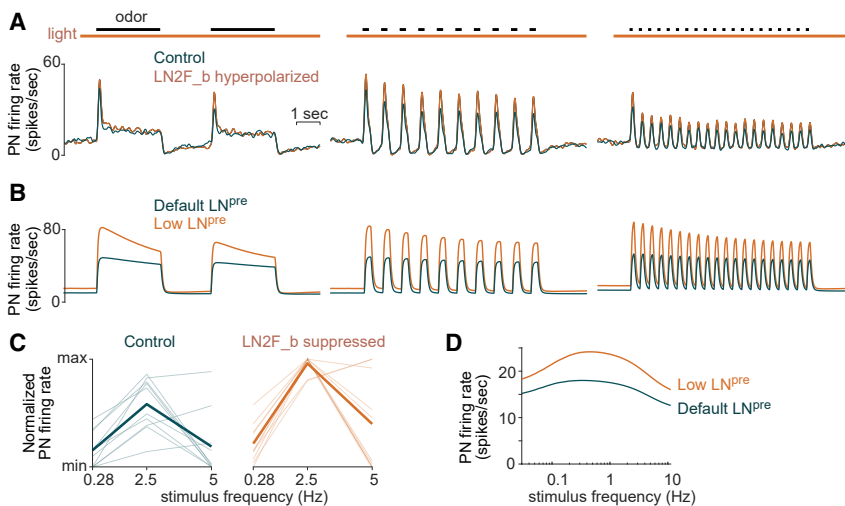 A
odor
light
Control
LN2F_b hyperpolarized
60
0
PN firing rate
(spikes/sec)
1 sec
B
Default LNpre
Low LNpre
80
0
PN firing rate
(spikes/sec)
C
Control
LN2F_b suppressed
max
min
Normalized
PN firing rate
0.28 2.5 5 0.28 2.5 5
stimulus frequency (Hz)
D
20
10
0
PN firing rate
(spikes/sec)
Low LNpre
Default LNpre
0.1 1 10
stimulus frequency (Hz)